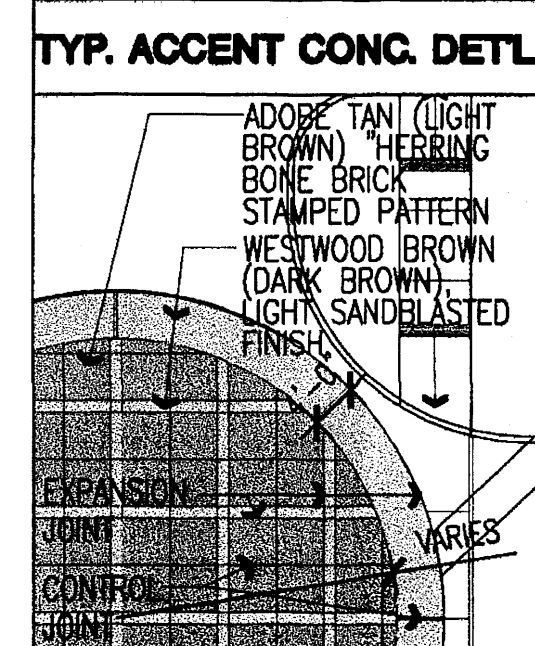 TYP. ACCENT CONC. DET'L
ADOBE TAN (LIGHT
BROWN) "HERRING
BONE BRICK
STAMPED PATTERN
WESTWOOD BROWN
(DARK BROWN),
LIGHT SANDBLASTED
FINISH.
EXPANSION
JOINT
VARIES
CONTROL
JOINT